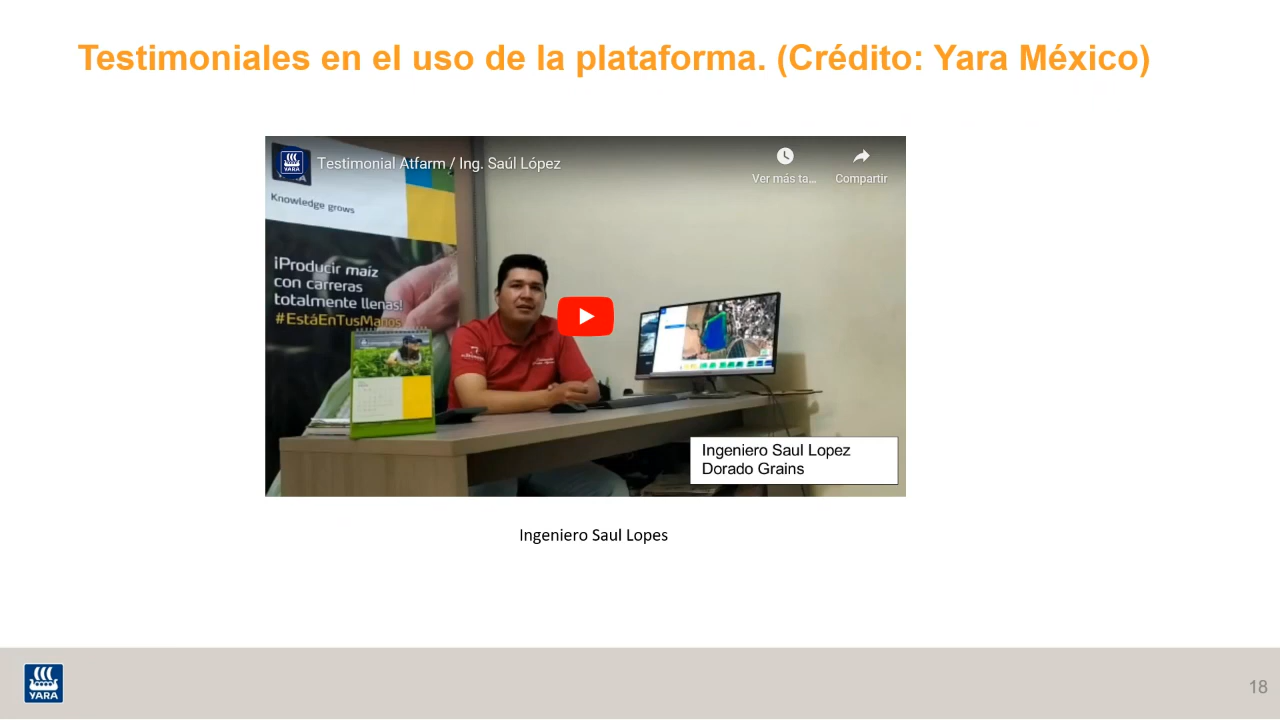 Testimoniales en el uso de la plataforma. (Crédito: Yara México)
YARA
Testimonial Atfarm / Ing. Saúl López
Ver más ta...
Compartir
Knowledge grows
¡Producir maíz
con carreras
totalmente llenas!
#EstáEnTusManos
Ingeniero Saul Lopez
Dorado Grains
Ingeniero Saul Lopes
YARA
18